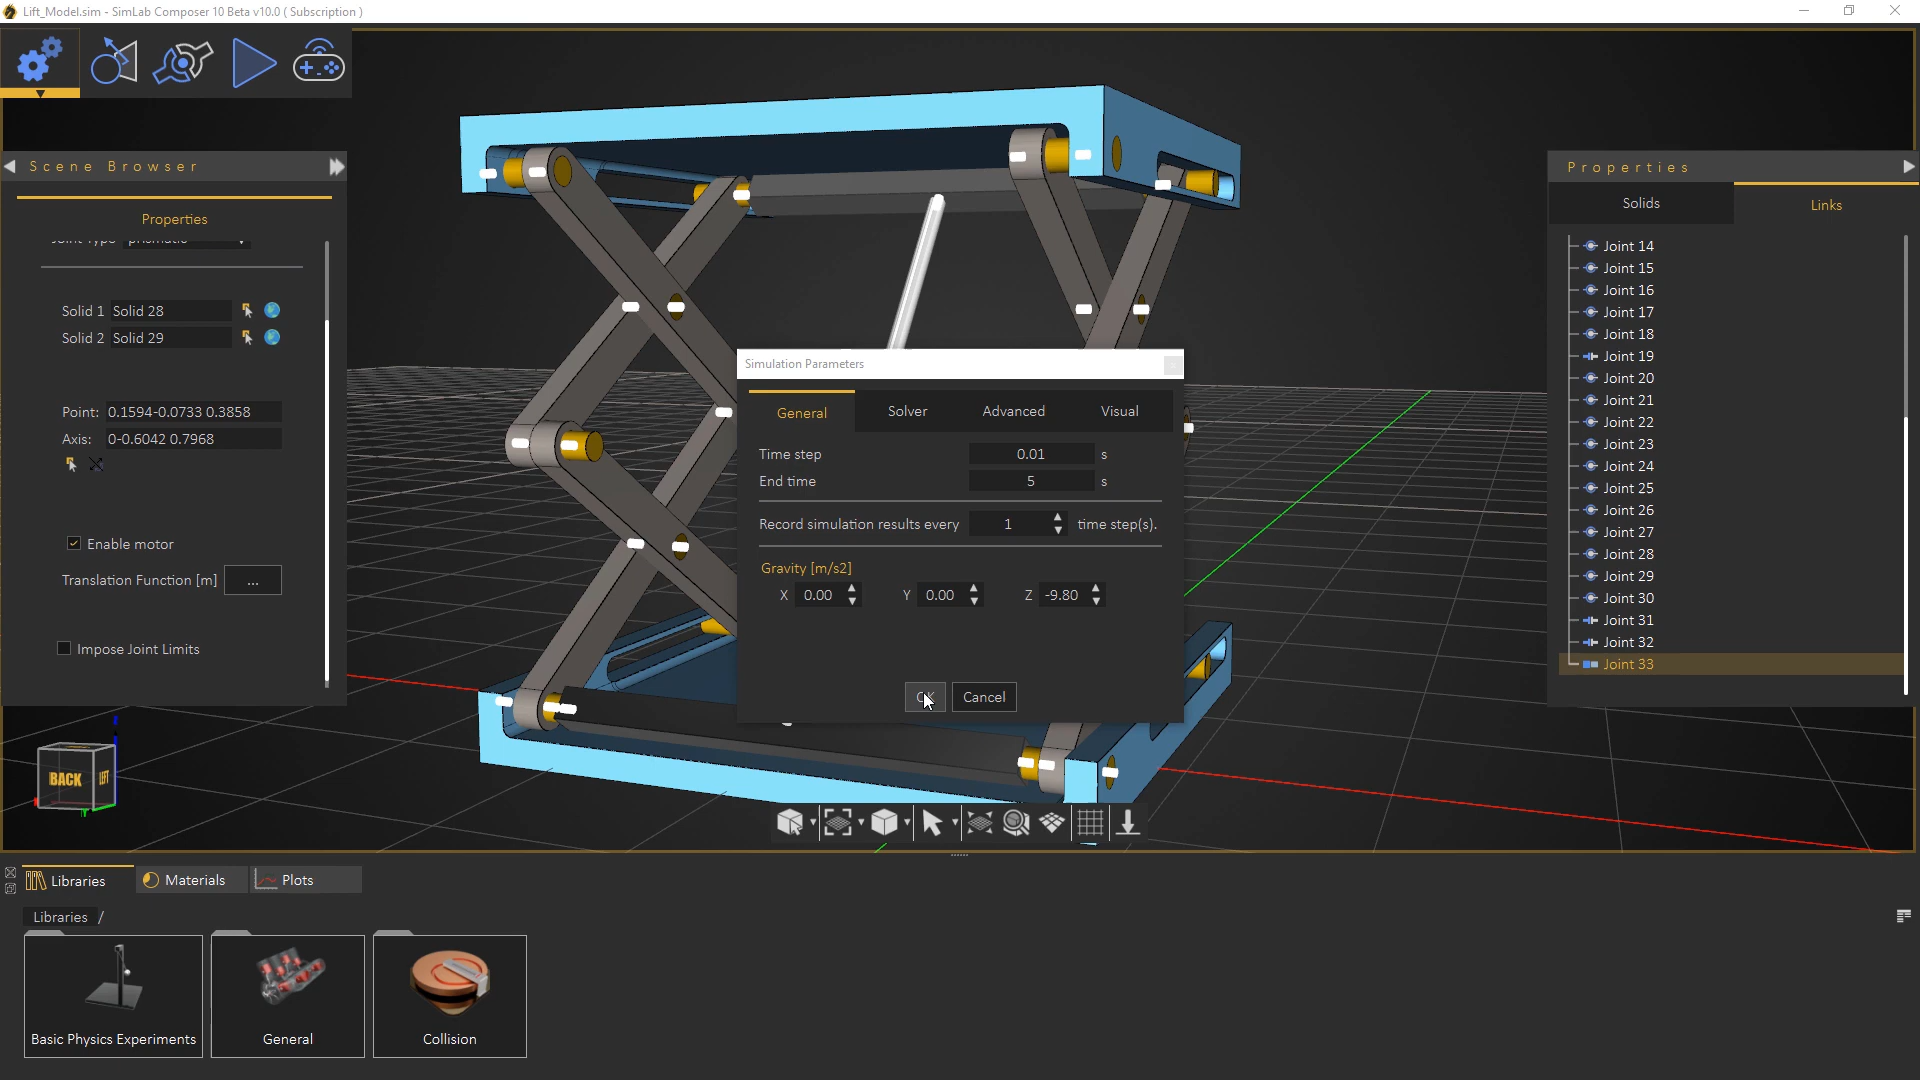 Lift_Model.sim - SimLab Composer 10 Beta v10.0 ( Subscription )
Scene Browser
Properties
Joint Type prismatic
Solid 1 Solid 28
Solid 2 Solid 29
Point: 0.1594-0.0733 0.3858
Axis: 0-0.6042 0.7968
Enable motor
Translation Function [m] ...
Impose Joint Limits
BACK
LEFT
Simulation Parameters
General Solver Advanced Visual
Time step 0.01 s
End time 5 s
Record simulation results every 1 time step(s).
Gravity [m/s2]
X 0.00 Y 0.00 Z -9.80
OK Cancel
Properties
Solids Links
Joint 14
Joint 15
Joint 16
Joint 17
Joint 18
Joint 19
Joint 20
Joint 21
Joint 22
Joint 23
Joint 24
Joint 25
Joint 26
Joint 27
Joint 28
Joint 29
Joint 30
Joint 31
Joint 32
Joint 33
Libraries Materials Plots
Libraries /
Basic Physics Experiments
General
Collision